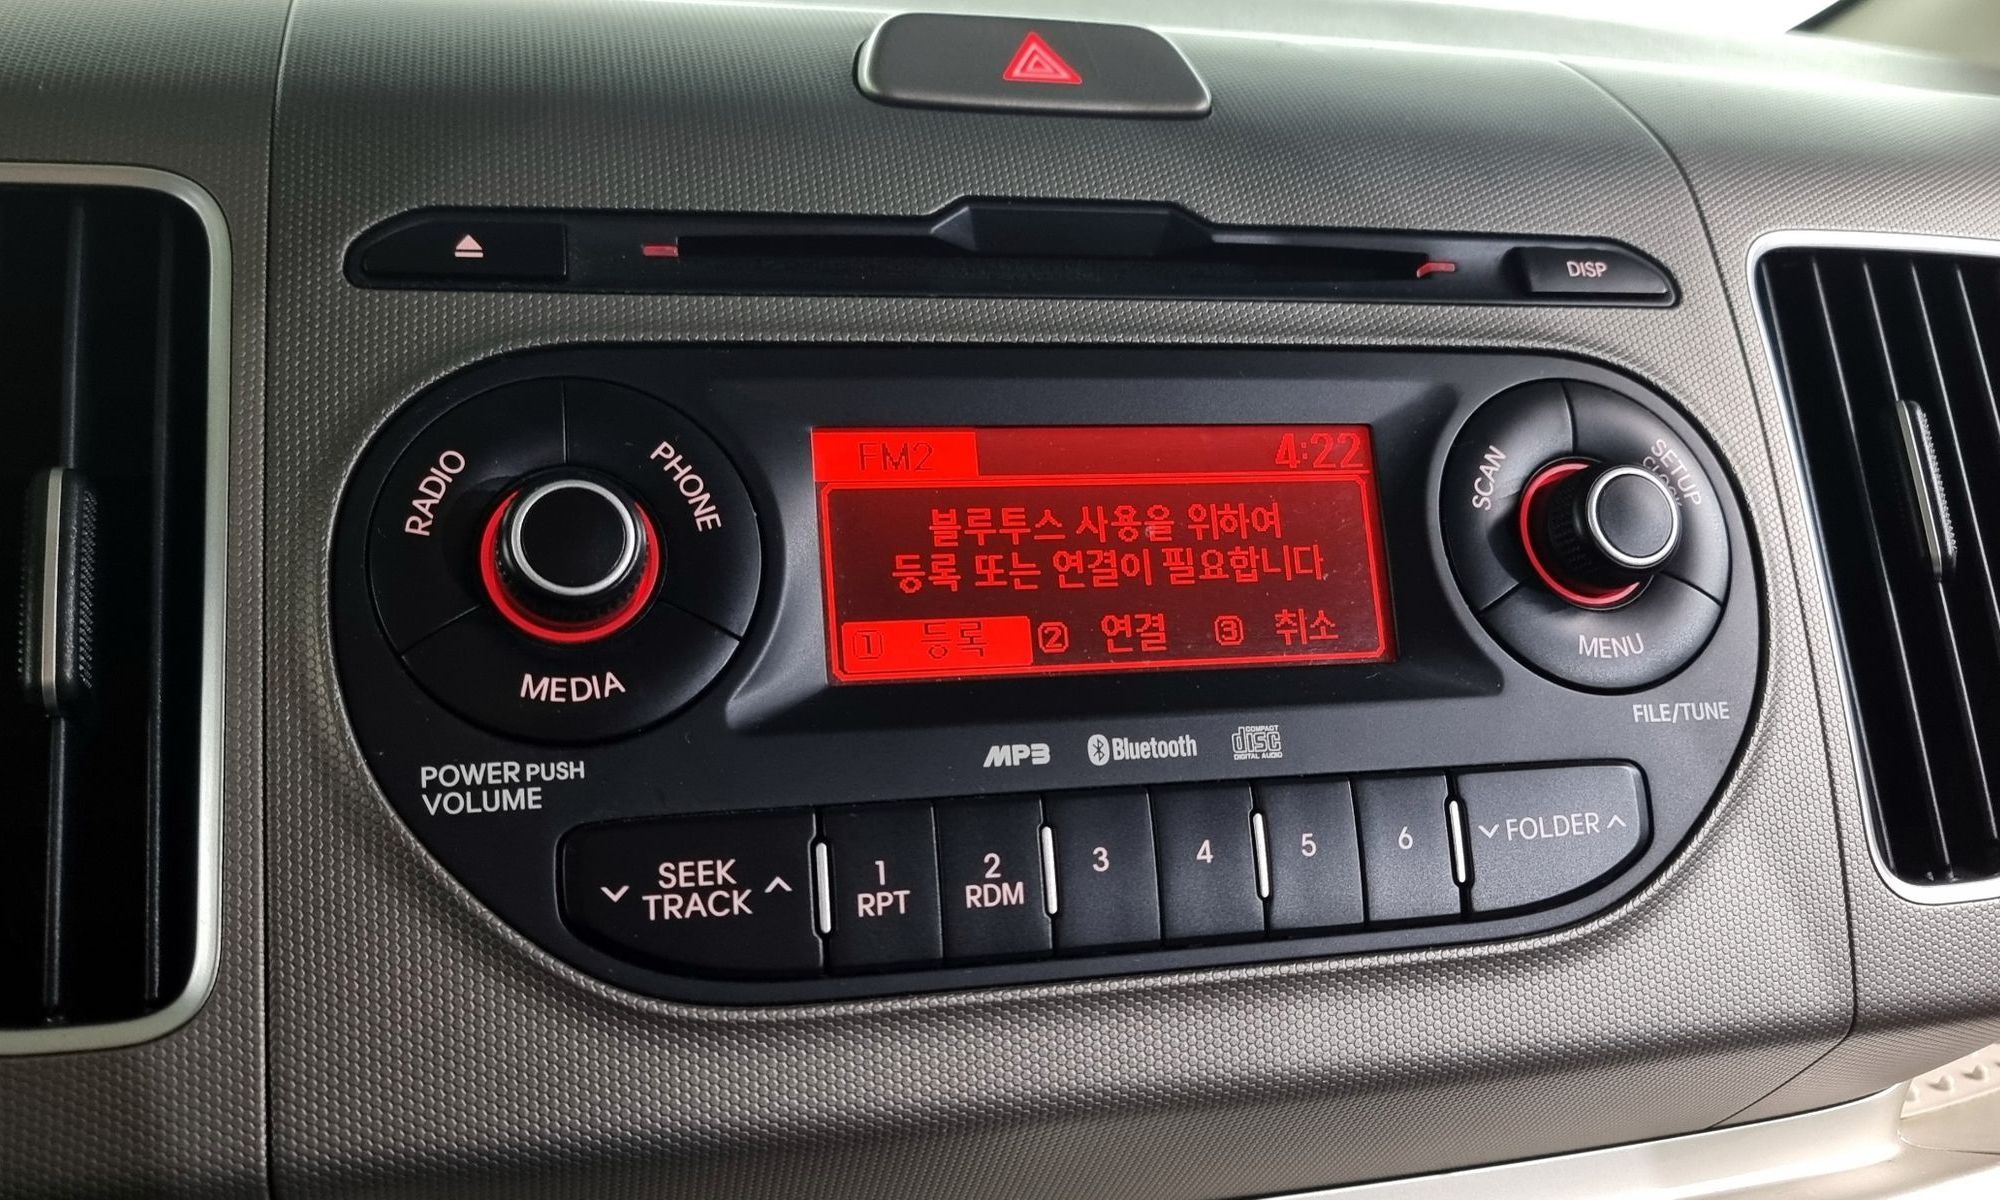 DISP
RADIO
PHONE
MEDIA
POWER PUSH
VOLUME
FM2 4:22
블루투스 사용을 위하여
등록 또는 연결이 필요합니다
① 등록 ② 연결 ③ 취소
SCAN
SETUP
CLOCK
MENU
FILE/TUNE
MP3 Bluetooth COMPACT disc DIGITAL AUDIO
SEEK
TRACK
1
RPT
2
RDM
3
4
5
6
FOLDER